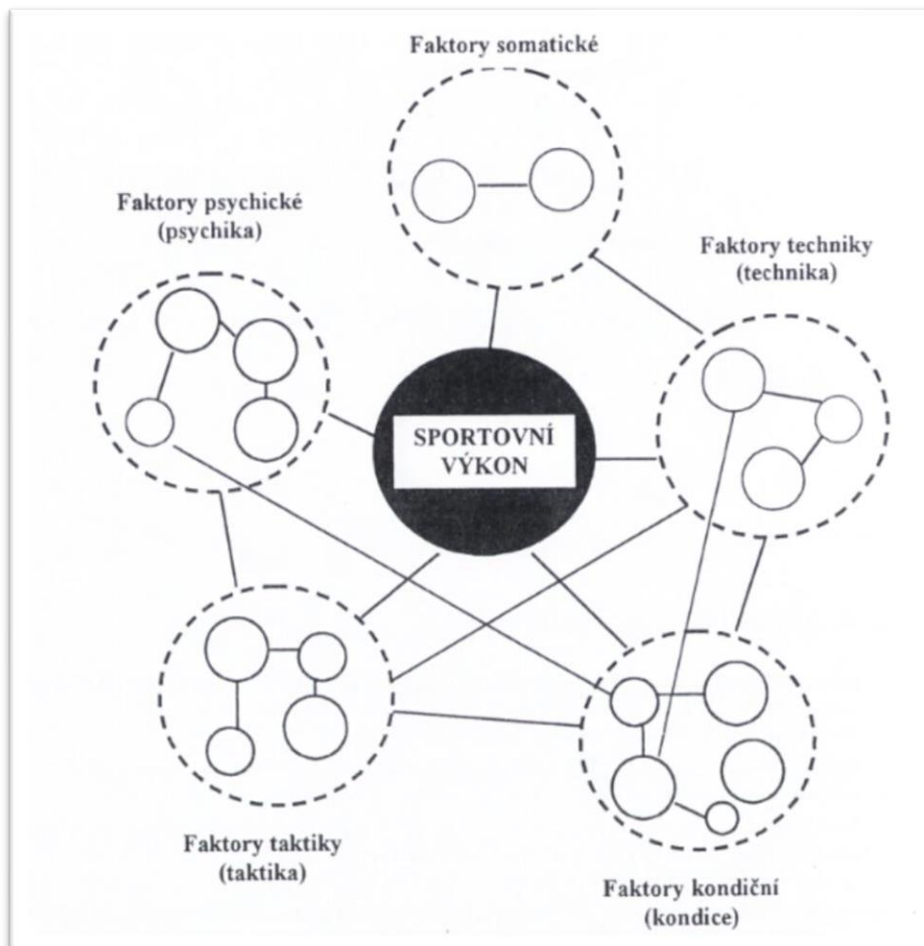 Faktory somatické
Faktory psychické
(psychika)
Faktory techniky
(technika)
SPORTOVNÍ
VÝKON
Faktory taktiky
(taktika)
Faktory kondiční
(kondice)